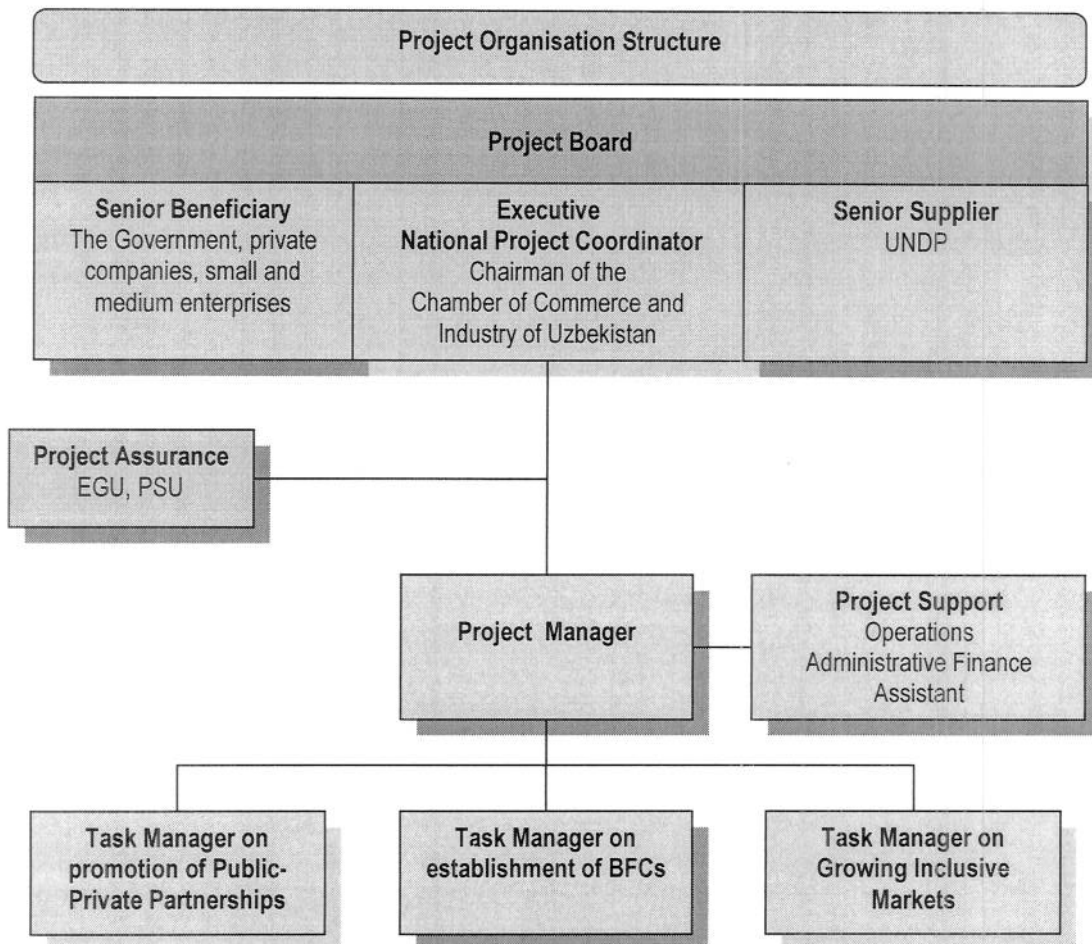 Project Organisation Structure
Project Board
Senior Beneficiary
The Government, private
companies, small and
medium enterprises
Executive
National Project Coordinator
Chairman of the
Chamber of Commerce and
Industry of Uzbekistan
Senior Supplier
UNDP
Project Assurance
EGU, PSU
Project Manager
Project Support
Operations
Administrative Finance
Assistant
Task Manager on
promotion of Public-
Private Partnerships
Task Manager on
establishment of BFCs
Task Manager on
Growing Inclusive
Markets